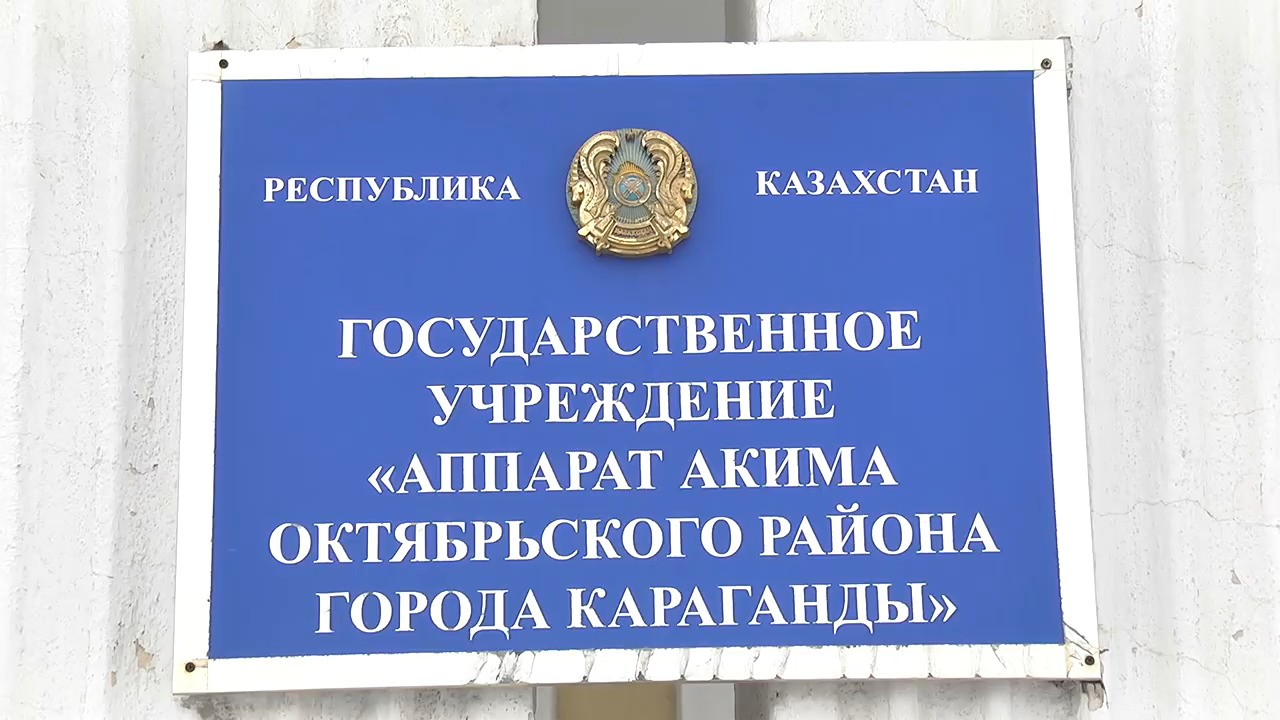 РЕСПУБЛИКА КАЗАХСТАН
ГОСУДАРСТВЕННОЕ
УЧРЕЖДЕНИЕ
«АППАРАТ АКИМА
ОКТЯБРЬСКОГО РАЙОНА
ГОРОДА КАРАГАНДЫ»